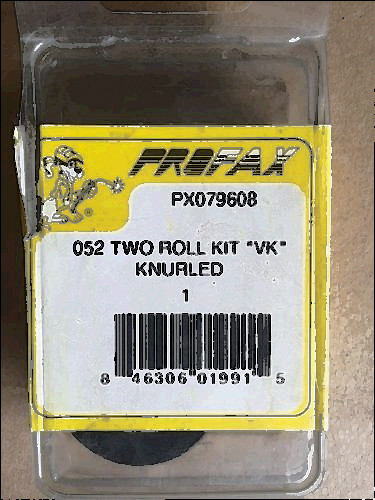 PROFAX
PX079608
052 TWO ROLL KIT "VK"
KNURLED
1
8 46306 01991 5
®